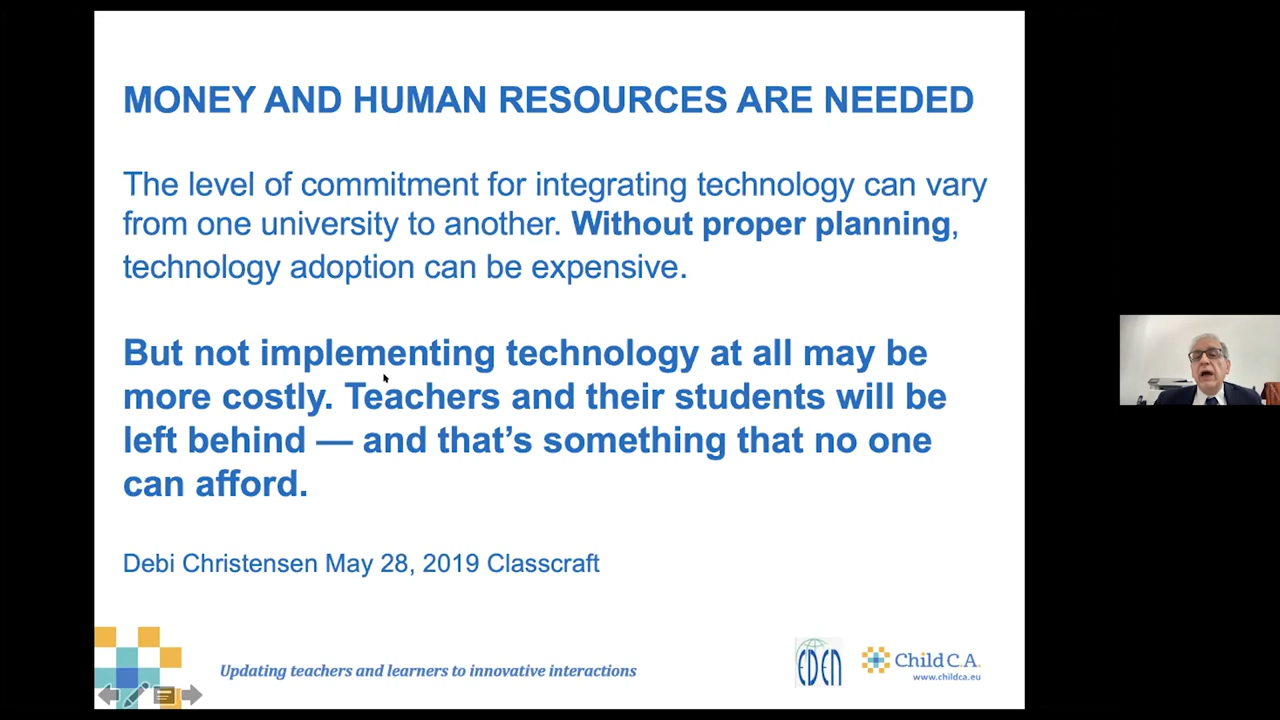 MONEY AND HUMAN RESOURCES ARE NEEDED
The level of commitment for integrating technology can vary
from one university to another. Without proper planning,
technology adoption can be expensive.
But not implementing technology at all may be
more costly. Teachers and their students will be
left behind — and that’s something that no one
can afford.
Debi Christensen May 28, 2019 Classcraft
Updating teachers and learners to innovative interactions
EDEN
Child C.A.
www.childca.eu